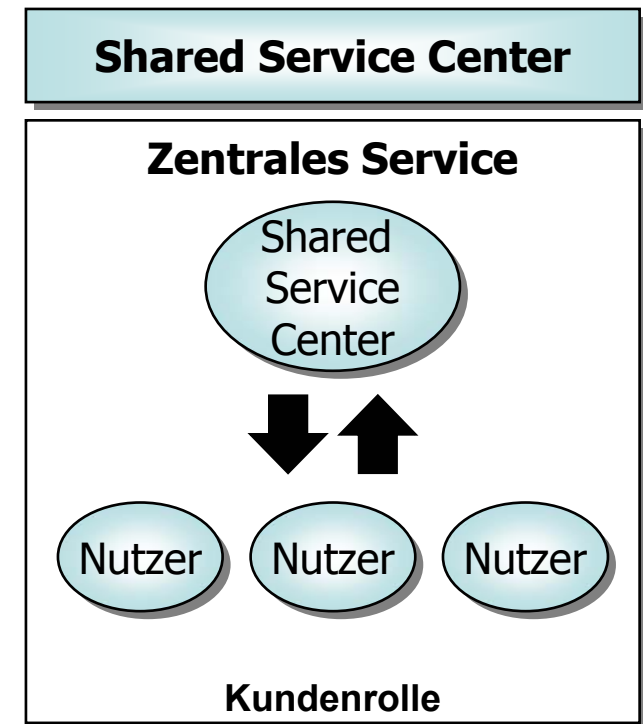 Shared Service Center
Zentrales Service
Shared
Service
Center
Nutzer Nutzer Nutzer
Kundenrolle